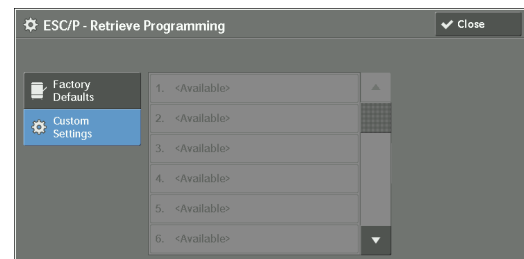 ESC/P - Retrieve Programming
Close
Factory
Defaults
Custom
Settings
1. <Available>
2. <Available>
3. <Available>
4. <Available>
5. <Available>
6. <Available>